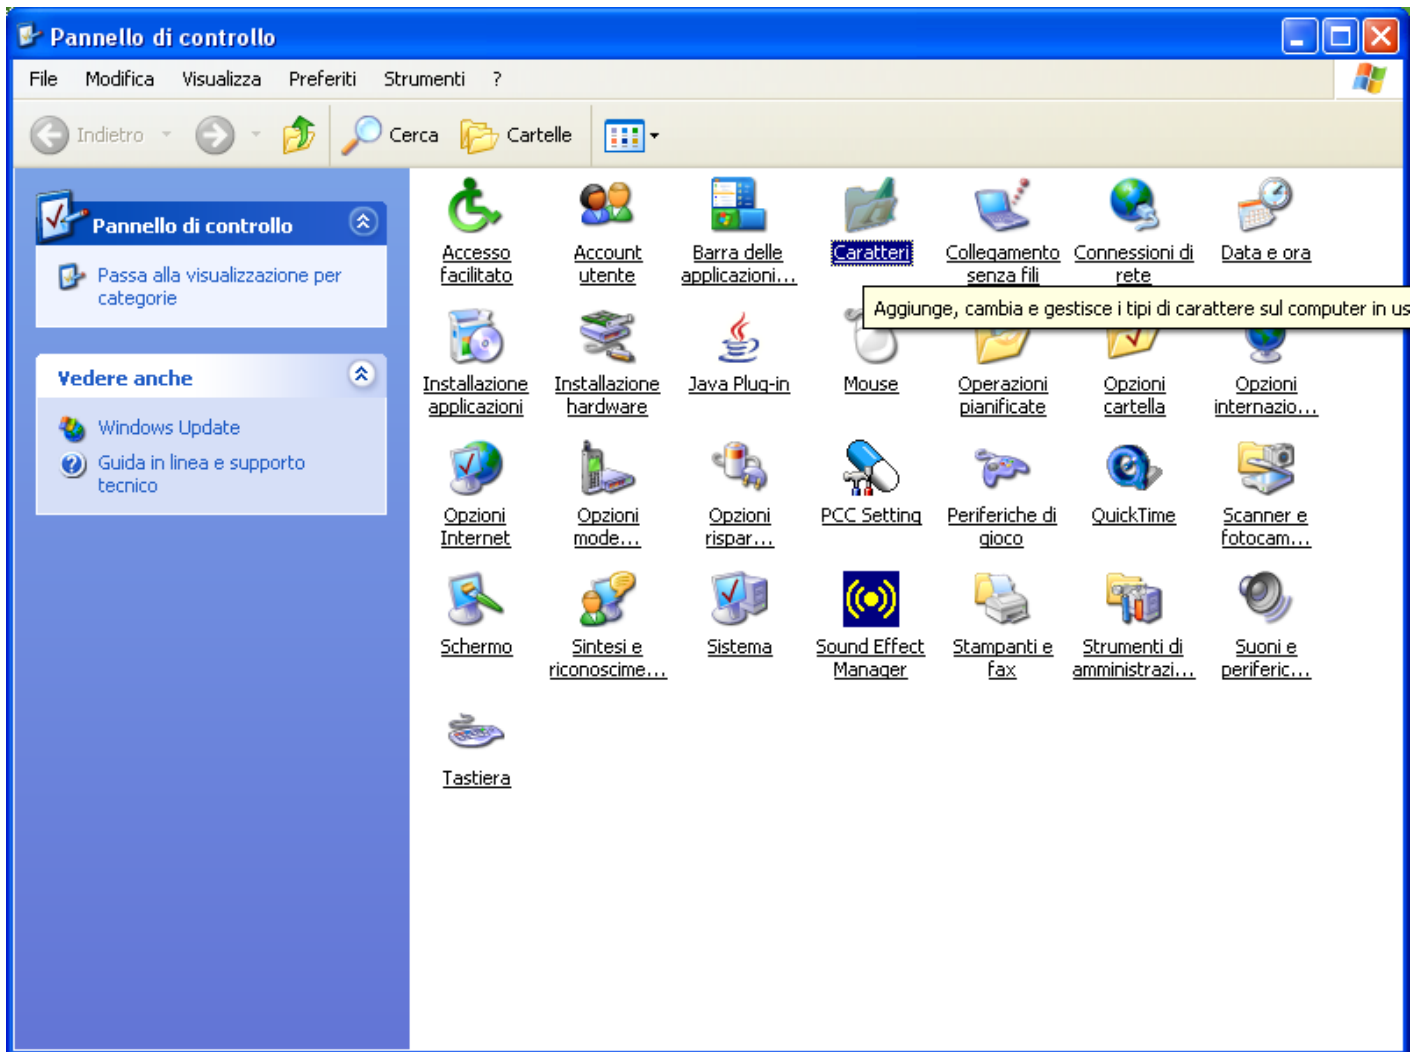 Pannello di controllo
File Modifica Visualizza Preferiti Strumenti ?
Indietro Cerca Cartelle
Pannello di controllo
Passa alla visualizzazione per
categorie
Vedere anche
Windows Update
Guida in linea e supporto
tecnico
Accesso
facilitato
Account
utente
Barra delle
applicazioni...
Caratteri
Collegamento
senza fili
Connessioni di
rete
Data e ora
Aggiunge, cambia e gestisce i tipi di carattere sul computer in us
Installazione
applicazioni
Installazione
hardware
Java Plug-in
Mouse
Operazioni
pianificate
Opzioni
cartella
Opzioni
internazio...
Opzioni
Internet
Opzioni
mode...
Opzioni
rispar...
PCC Setting
Periferiche di
gioco
QuickTime
Scanner e
fotocam...
Schermo
Sintesi e
riconoscime...
Sistema
Sound Effect
Manager
Stampanti e
fax
Strumenti di
amministrazi...
Suoni e
periferic...
Tastiera